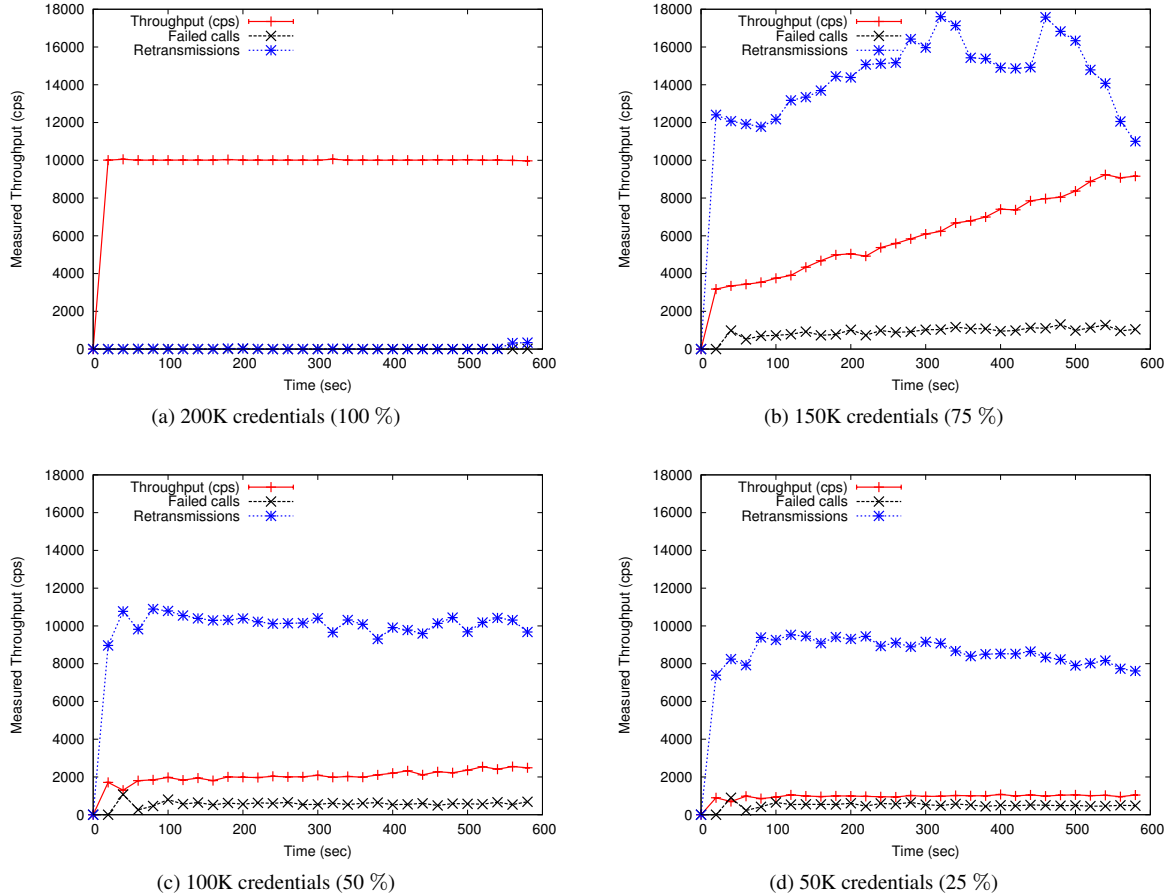 18000
16000
14000
12000
10000
8000
6000
4000
2000
0
Measured Throughput (cps)
Throughput (cps)
Failed calls
Retransmissions
0 100 200 300 400 500 600
Time (sec)
(a) 200K credentials (100 %)
18000
16000
14000
12000
10000
8000
6000
4000
2000
0
Measured Throughput (cps)
Throughput (cps)
Failed calls
Retransmissions
0 100 200 300 400 500 600
Time (sec)
(b) 150K credentials (75 %)
18000
16000
14000
12000
10000
8000
6000
4000
2000
0
Measured Throughput (cps)
Throughput (cps)
Failed calls
Retransmissions
0 100 200 300 400 500 600
Time (sec)
(c) 100K credentials (50 %)
18000
16000
14000
12000
10000
8000
6000
4000
2000
0
Measured Throughput (cps)
Throughput (cps)
Failed calls
Retransmissions
0 100 200 300 400 500 600
Time (sec)
(d) 50K credentials (25 %)